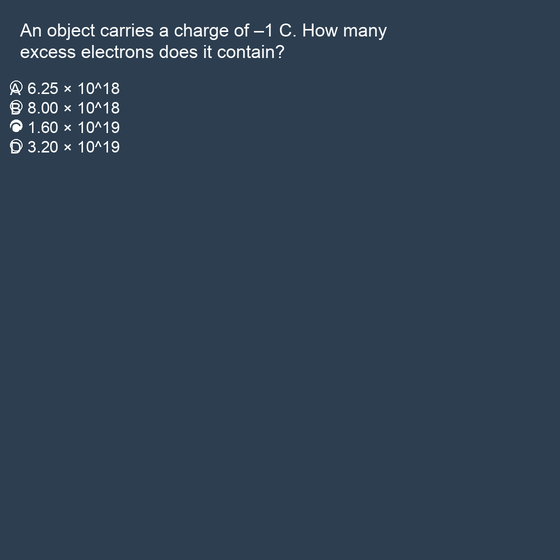 An object carries a charge of –1 C. How many
excess electrons does it contain?
A 6.25 × 10^18
B 8.00 × 10^18
C 1.60 × 10^19
D 3.20 × 10^19